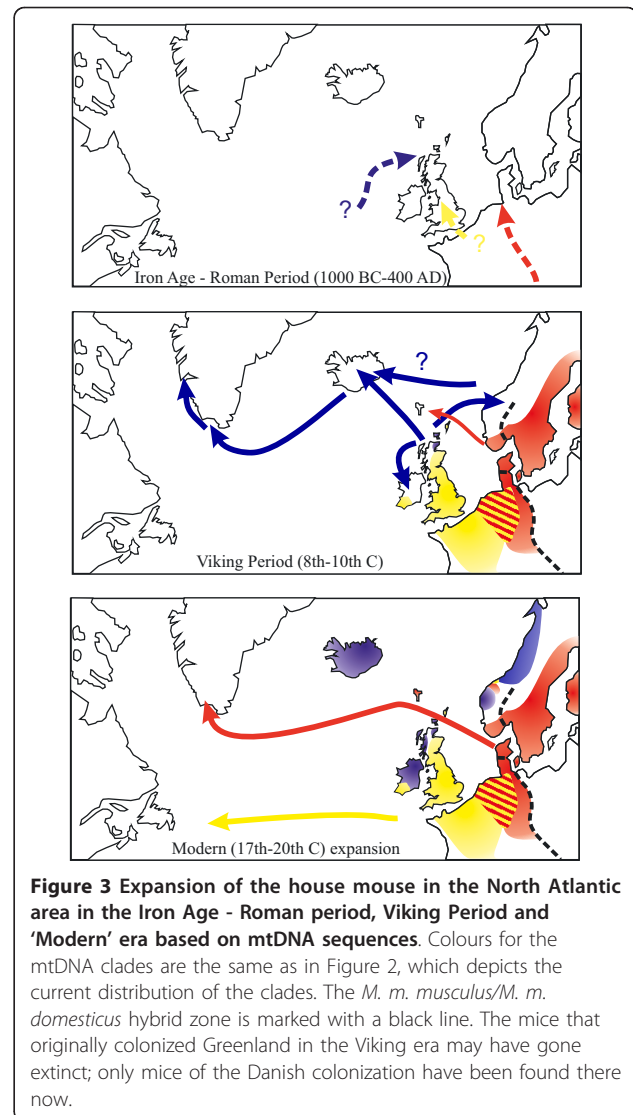 ?
?
Iron Age - Roman Period (1000 BC-400 AD)
?
Viking Period (8th-10th C)
Modern (17th-20th C) expansion
Figure 3 Expansion of the house mouse in the North Atlantic
area in the Iron Age - Roman period, Viking Period and
‘Modern’ era based on mtDNA sequences. Colours for the
mtDNA clades are the same as in Figure 2, which depicts the
current distribution of the clades. The M. m. musculus/M. m.
domesticus hybrid zone is marked with a black line. The mice that
originally colonized Greenland in the Viking era may have gone
extinct; only mice of the Danish colonization have been found there
now.